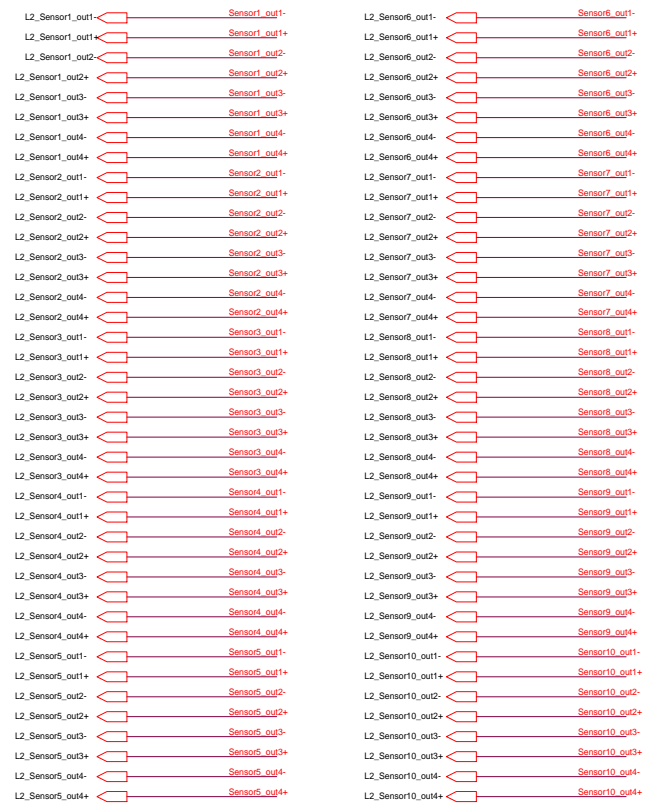 L2_Sensor1_out1- Sensor1_out1-
L2_Sensor1_out1+ Sensor1_out1+
L2_Sensor1_out2- Sensor1_out2-
L2_Sensor1_out2+ Sensor1_out2+
L2_Sensor1_out3- Sensor1_out3-
L2_Sensor1_out3+ Sensor1_out3+
L2_Sensor1_out4- Sensor1_out4-
L2_Sensor1_out4+ Sensor1_out4+
L2_Sensor2_out1- Sensor2_out1-
L2_Sensor2_out1+ Sensor2_out1+
L2_Sensor2_out2- Sensor2_out2-
L2_Sensor2_out2+ Sensor2_out2+
L2_Sensor2_out3- Sensor2_out3-
L2_Sensor2_out3+ Sensor2_out3+
L2_Sensor2_out4- Sensor2_out4-
L2_Sensor2_out4+ Sensor2_out4+
L2_Sensor3_out1- Sensor3_out1-
L2_Sensor3_out1+ Sensor3_out1+
L2_Sensor3_out2- Sensor3_out2-
L2_Sensor3_out2+ Sensor3_out2+
L2_Sensor3_out3- Sensor3_out3-
L2_Sensor3_out3+ Sensor3_out3+
L2_Sensor3_out4- Sensor3_out4-
L2_Sensor3_out4+ Sensor3_out4+
L2_Sensor4_out1- Sensor4_out1-
L2_Sensor4_out1+ Sensor4_out1+
L2_Sensor4_out2- Sensor4_out2-
L2_Sensor4_out2+ Sensor4_out2+
L2_Sensor4_out3- Sensor4_out3-
L2_Sensor4_out3+ Sensor4_out3+
L2_Sensor4_out4- Sensor4_out4-
L2_Sensor4_out4+ Sensor4_out4+
L2_Sensor5_out1- Sensor5_out1-
L2_Sensor5_out1+ Sensor5_out1+
L2_Sensor5_out2- Sensor5_out2-
L2_Sensor5_out2+ Sensor5_out2+
L2_Sensor5_out3- Sensor5_out3-
L2_Sensor5_out3+ Sensor5_out3+
L2_Sensor5_out4- Sensor5_out4-
L2_Sensor5_out4+ Sensor5_out4+
L2_Sensor6_out1- Sensor6_out1-
L2_Sensor6_out1+ Sensor6_out1+
L2_Sensor6_out2- Sensor6_out2-
L2_Sensor6_out2+ Sensor6_out2+
L2_Sensor6_out3- Sensor6_out3-
L2_Sensor6_out3+ Sensor6_out3+
L2_Sensor6_out4- Sensor6_out4-
L2_Sensor6_out4+ Sensor6_out4+
L2_Sensor7_out1- Sensor7_out1-
L2_Sensor7_out1+ Sensor7_out1+
L2_Sensor7_out2- Sensor7_out2-
L2_Sensor7_out2+ Sensor7_out2+
L2_Sensor7_out3- Sensor7_out3-
L2_Sensor7_out3+ Sensor7_out3+
L2_Sensor7_out4- Sensor7_out4-
L2_Sensor7_out4+ Sensor7_out4+
L2_Sensor8_out1- Sensor8_out1-
L2_Sensor8_out1+ Sensor8_out1+
L2_Sensor8_out2- Sensor8_out2-
L2_Sensor8_out2+ Sensor8_out2+
L2_Sensor8_out3- Sensor8_out3-
L2_Sensor8_out3+ Sensor8_out3+
L2_Sensor8_out4- Sensor8_out4-
L2_Sensor8_out4+ Sensor8_out4+
L2_Sensor9_out1- Sensor9_out1-
L2_Sensor9_out1+ Sensor9_out1+
L2_Sensor9_out2- Sensor9_out2-
L2_Sensor9_out2+ Sensor9_out2+
L2_Sensor9_out3- Sensor9_out3-
L2_Sensor9_out3+ Sensor9_out3+
L2_Sensor9_out4- Sensor9_out4-
L2_Sensor9_out4+ Sensor9_out4+
L2_Sensor10_out1- Sensor10_out1-
L2_Sensor10_out1+ Sensor10_out1+
L2_Sensor10_out2- Sensor10_out2-
L2_Sensor10_out2+ Sensor10_out2+
L2_Sensor10_out3- Sensor10_out3-
L2_Sensor10_out3+ Sensor10_out3+
L2_Sensor10_out4- Sensor10_out4-
L2_Sensor10_out4+ Sensor10_out4+